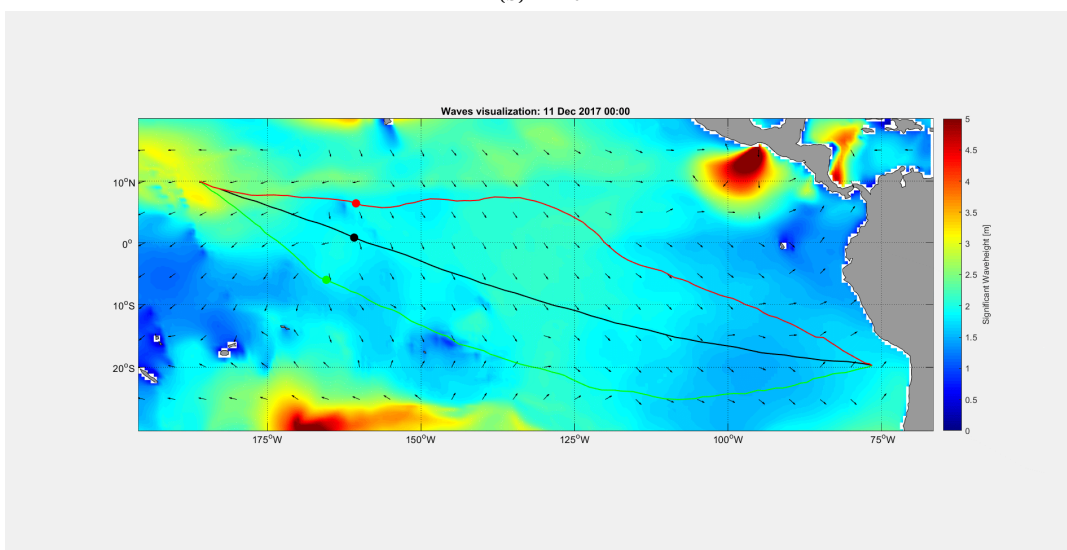 Waves visualization: 11 Dec 2017 00:00
10°N
0°
10°S
20°S
175°W
150°W
125°W
100°W
75°W
5
4.5
4
3.5
3
2.5
2
1.5
1
0.5
0
Significant Waveheight [m]